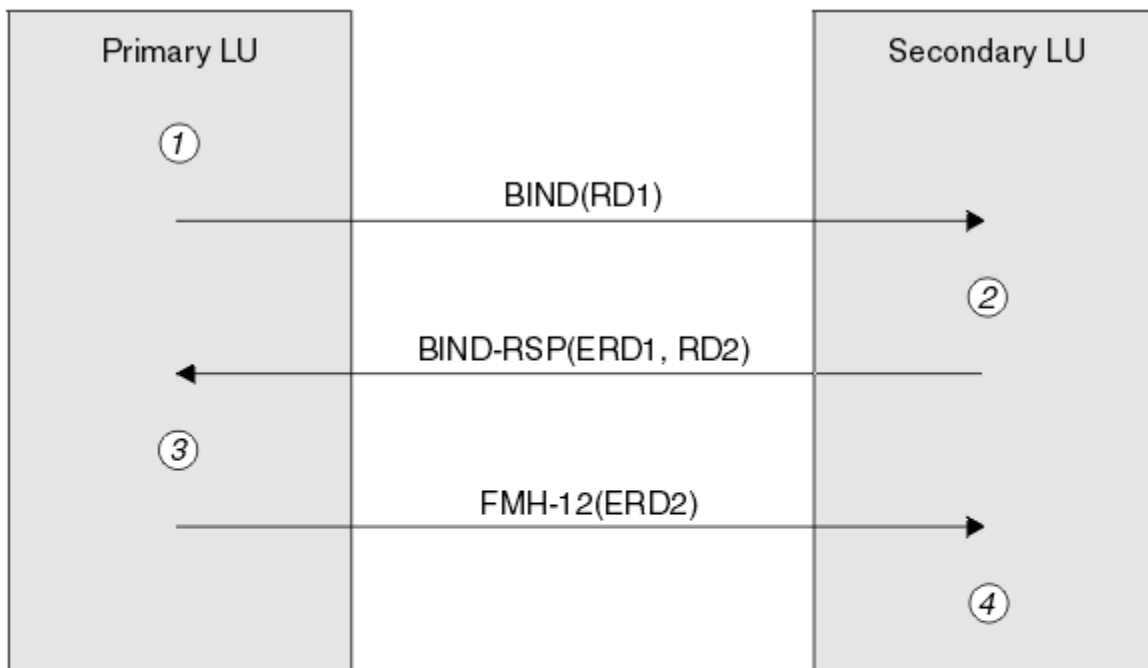 Primary LU
Secondary LU
1
BIND(RD1)
2
BIND-RSP(ERD1, RD2)
3
FMH-12(ERD2)
4